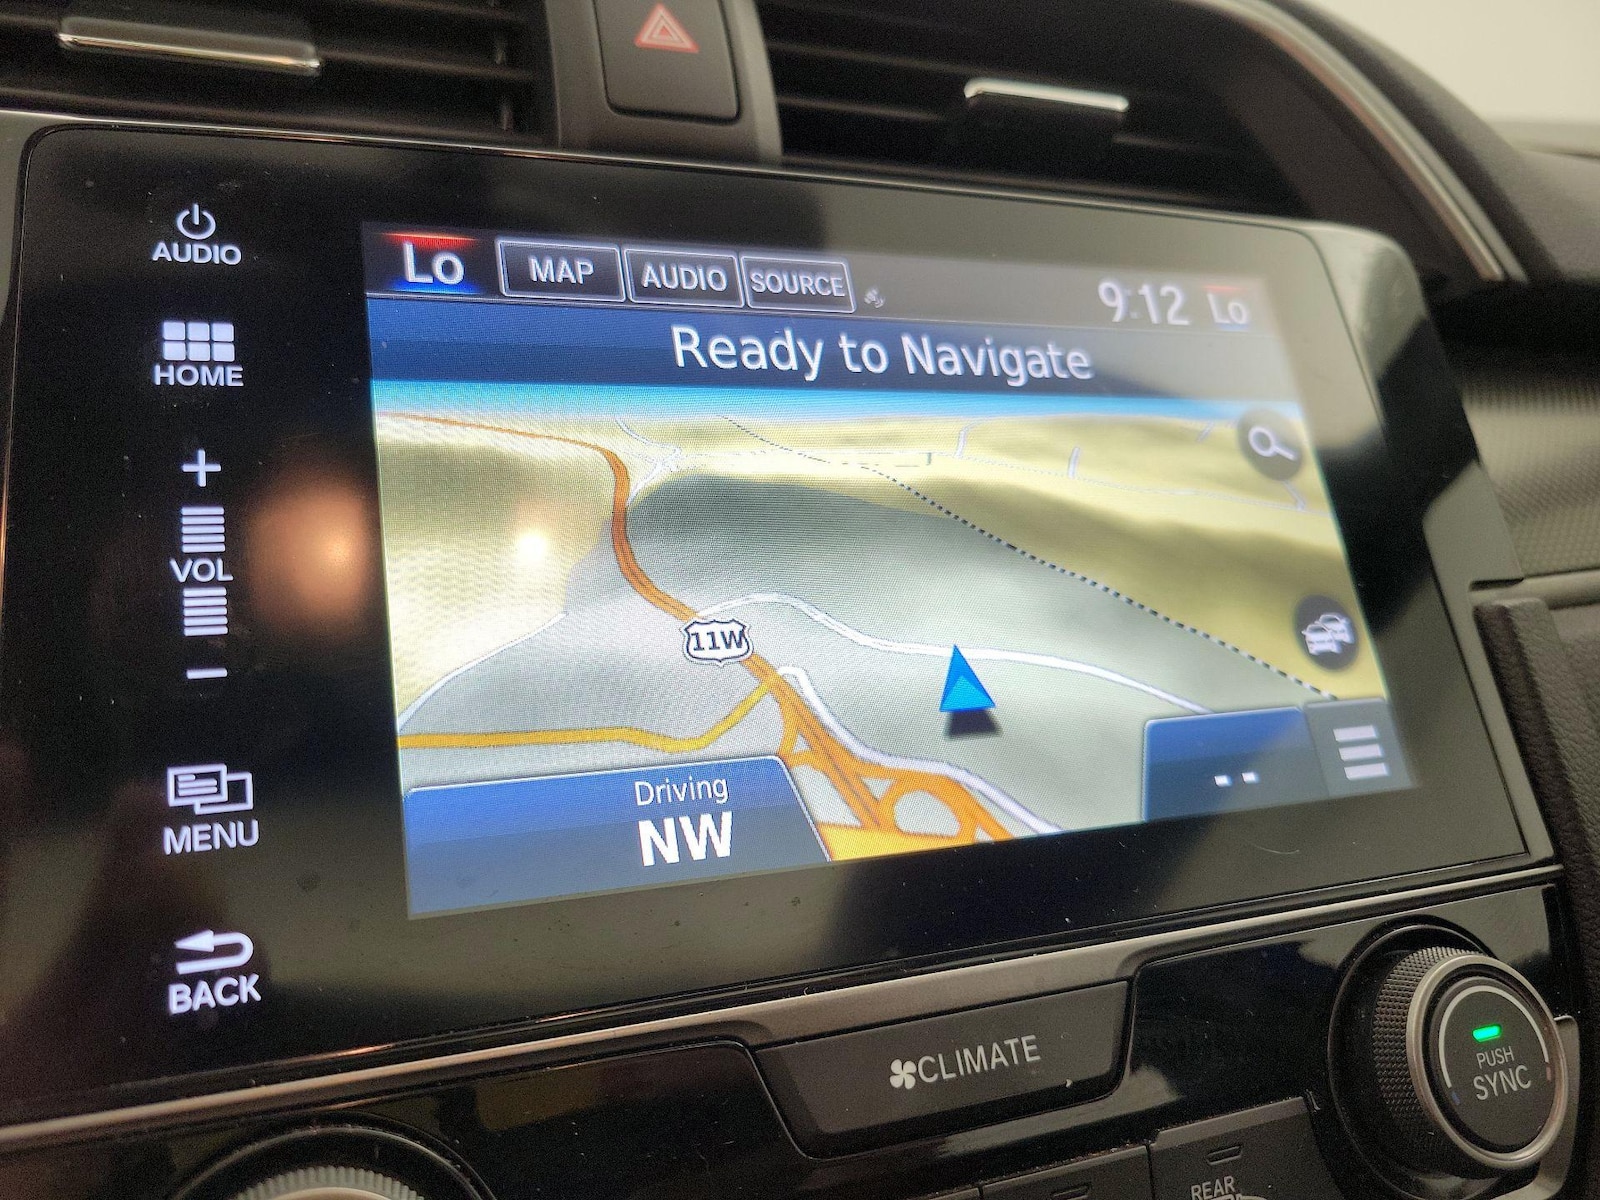 AUDIO
HOME
+
VOL
-
MENU
BACK
Lo
MAP
AUDIO
SOURCE
9:12
Lo
Ready to Navigate
11W
Driving
NW
--
CLIMATE
PUSH
SYNC
REAR